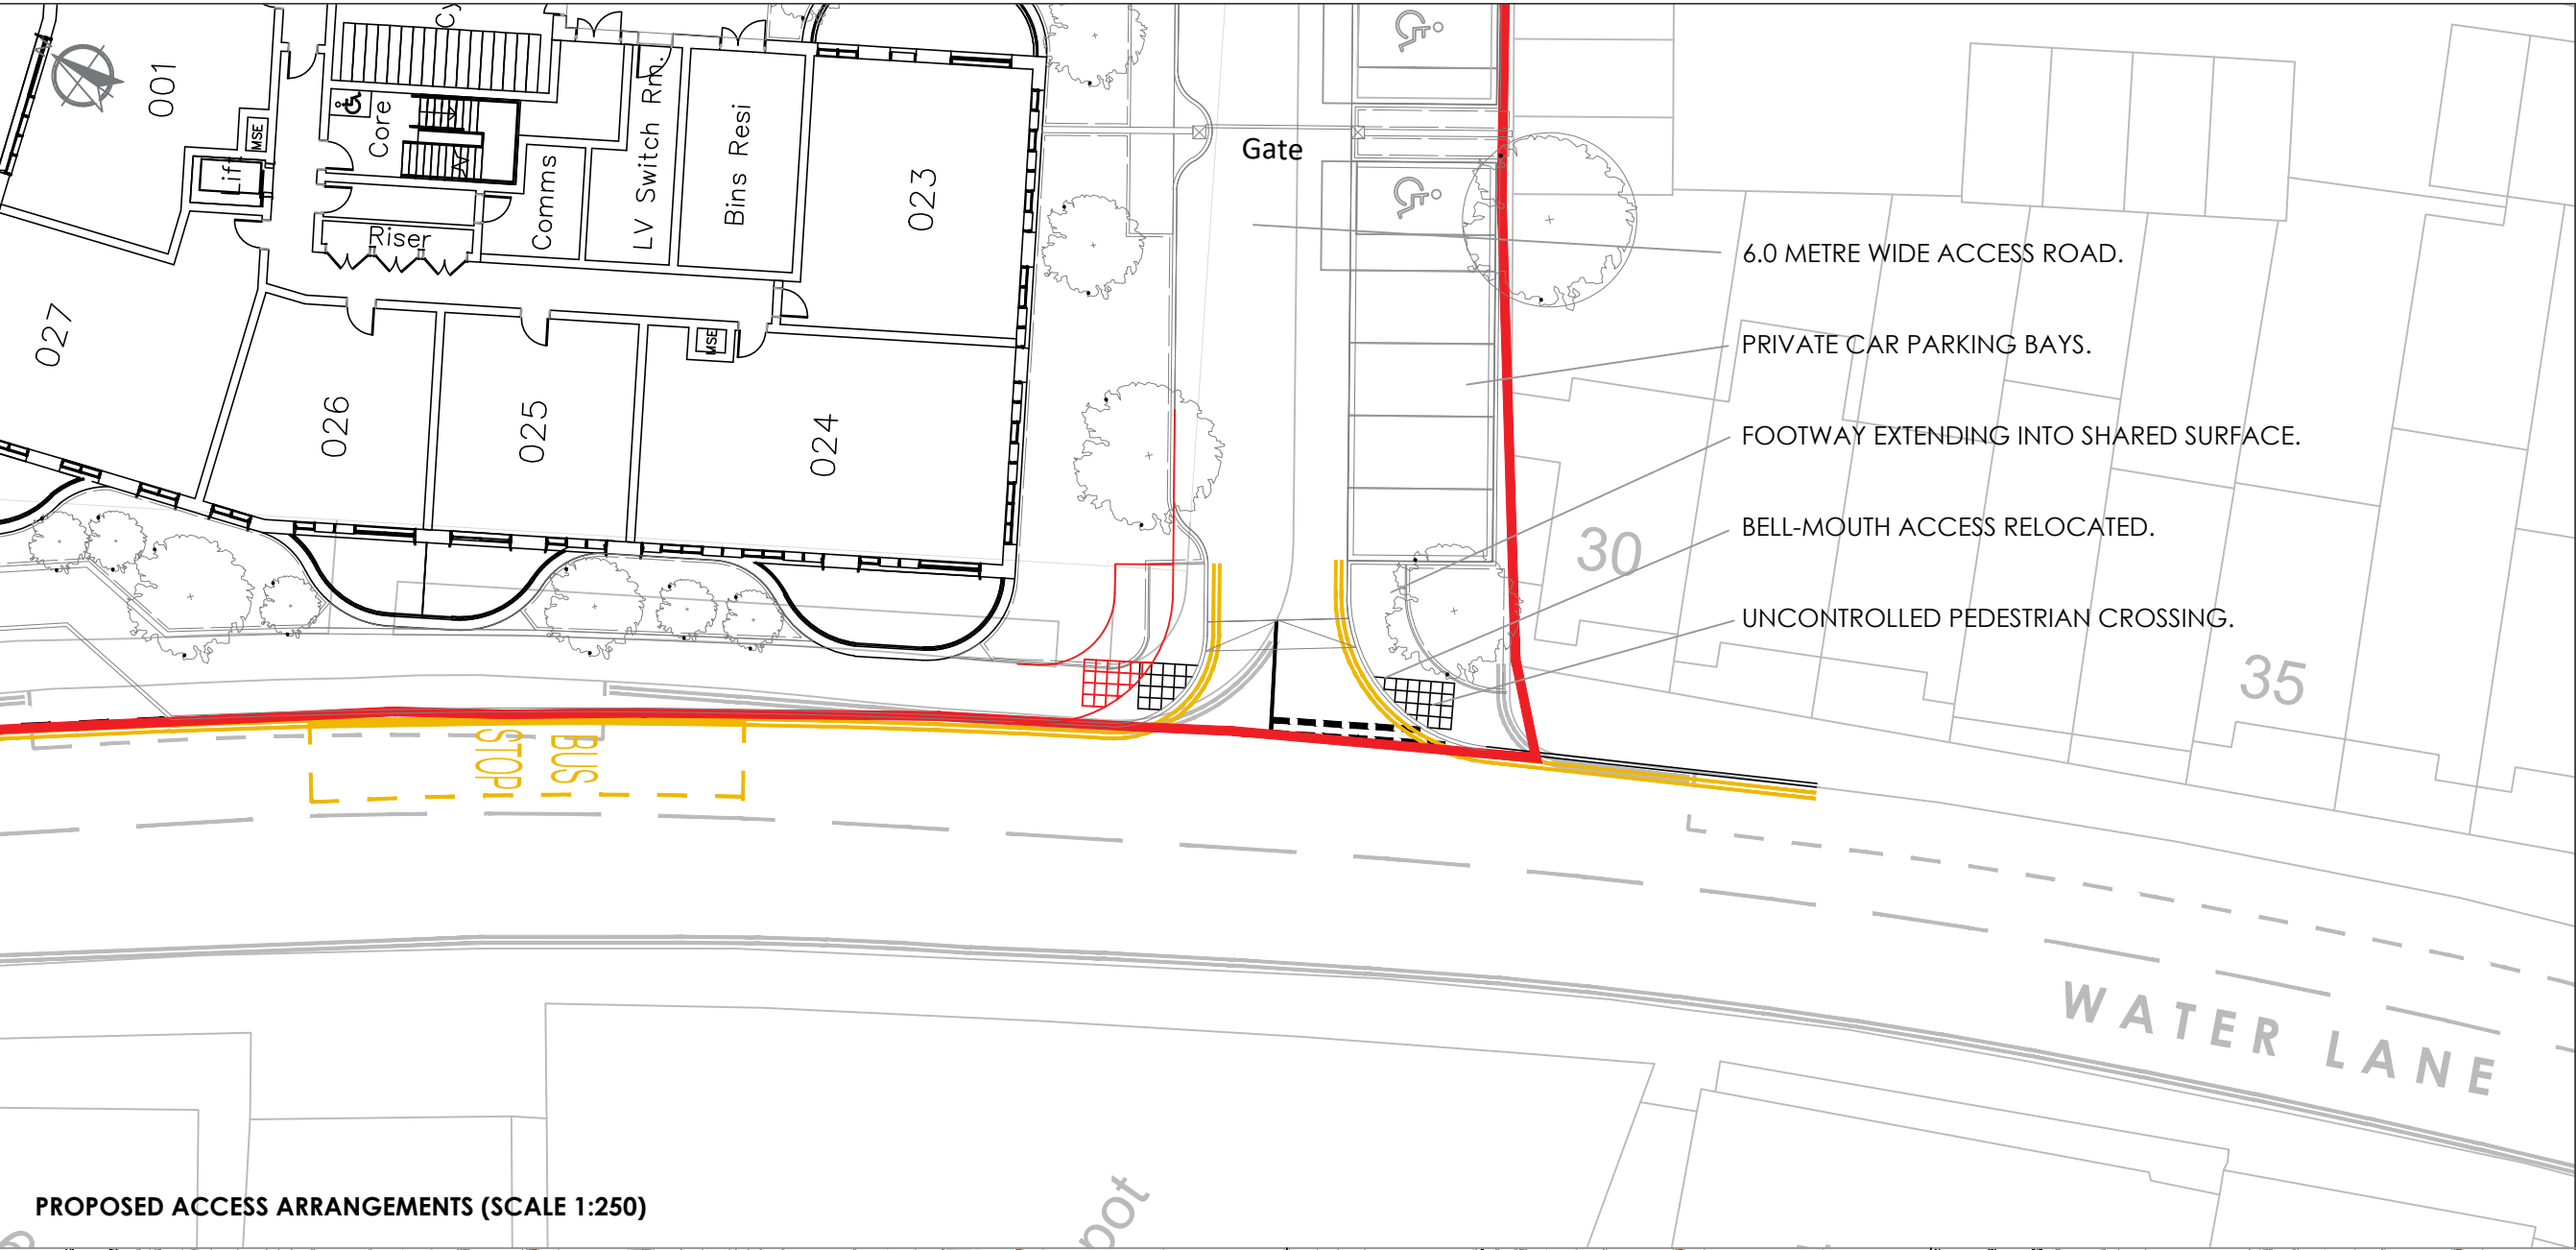 Cy
001
MSE
Lift
Core
Riser
Comms
LV Switch Rm.
Bins Resi
023
Gate
6.0 METRE WIDE ACCESS ROAD.
PRIVATE CAR PARKING BAYS.
FOOTWAY EXTENDING INTO SHARED SURFACE.
BELL-MOUTH ACCESS RELOCATED.
UNCONTROLLED PEDESTRIAN CROSSING.
027
026
025
MSE
024
30
35
BUS
STOP
WATER LANE
pot
PROPOSED ACCESS ARRANGEMENTS (SCALE 1:250)